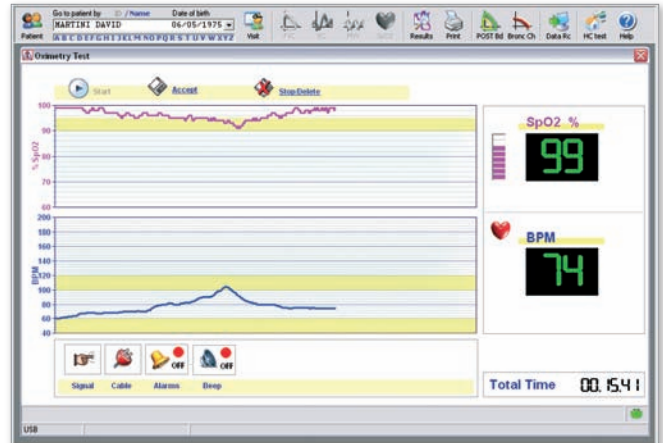 Go to patient by ID / Name Date of birth
MARTINI DAVID 06/05/1975
A B C D E F G H I J K L M N O P Q R S T U V W X Y Z
Patient Visit FVC VC MVV Results Print POST Bd Bronc Ch Data Rc HC test Help
Oximetry Test
Start Accept Stop Delete
100
90
80
70
60
% SpO2
200
180
160
140
120
100
80
60
40
BPM
SpO2 %
99
BPM
74
OFF OFF
Signal Cable Alarms Beep
Total Time 00.15.41
USB